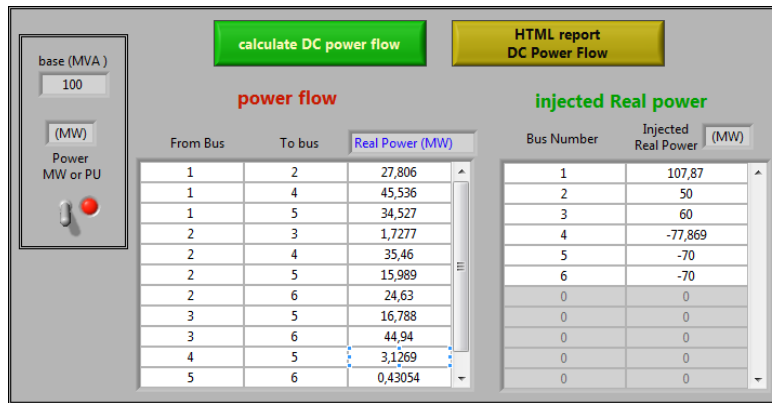 calculate DC power flow
HTML report
DC Power Flow
base (MVA )
100
(MW)
Power
MW or PU
power flow
From Bus To bus Real Power (MW)
1 2 27,806
1 4 45,536
1 5 34,527
2 3 1,7277
2 4 35,46
2 5 15,989
2 6 24,63
3 5 16,788
3 6 44,94
4 5 3,1269
5 6 0,43054
injected Real power
Bus Number Injected Real Power (MW)
1 107,87
2 50
3 60
4 -77,869
5 -70
6 -70
0 0
0 0
0 0
0 0
0 0